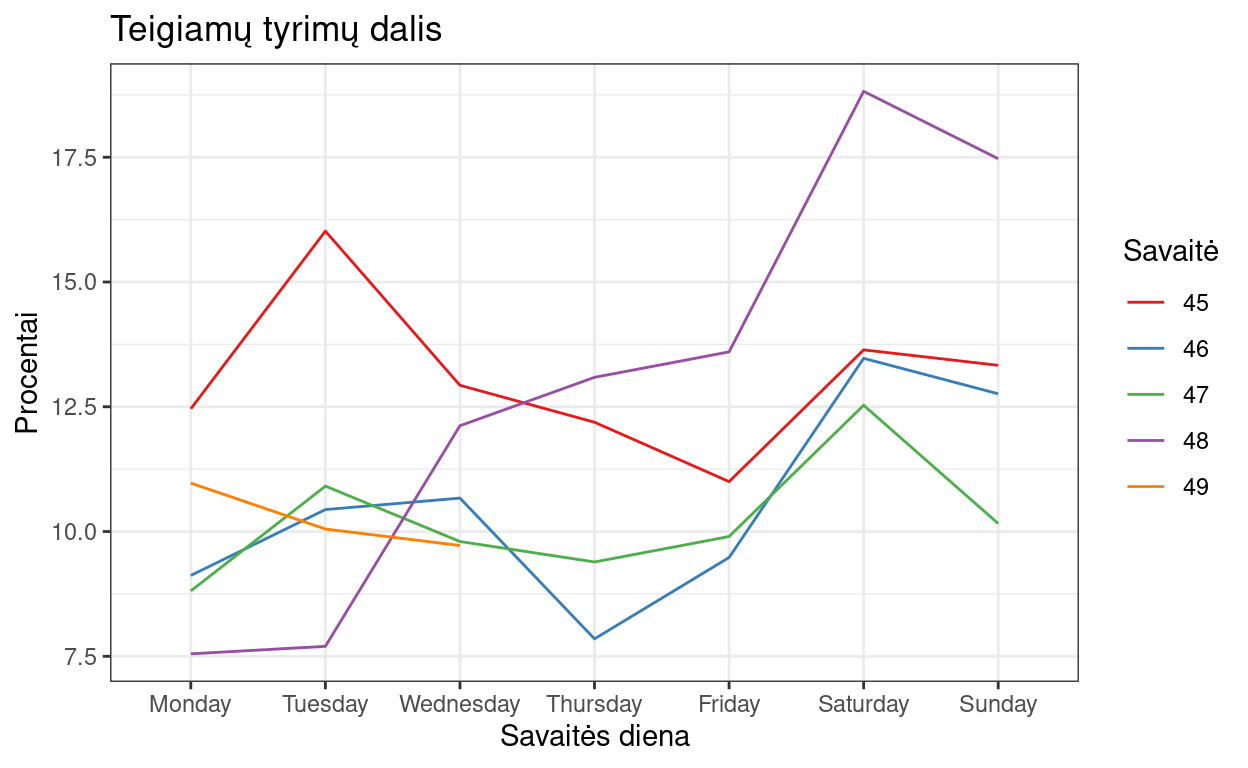 Teigiamų tyrimų dalis
Procentai
17.5
15.0
12.5
10.0
7.5
Monday Tuesday Wednesday Thursday Friday Saturday Sunday
Savaitės diena
Savaitė
45
46
47
48
49